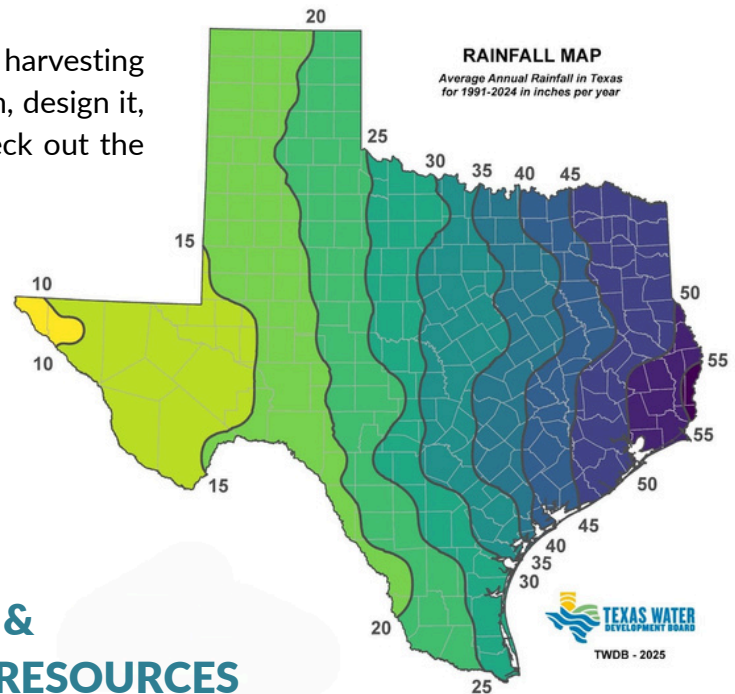 20
harvesting
RAINFALL MAP
Average Annual Rainfall in Texas
for 1991-2024 in inches per year
design it,
out the
25
30
35
40
45
15
10
50
10
55
55
15
50
45
40
35
30
20
25
TEXAS WATER
DEVELOPMENT BOARD
TWDB - 2025
&
RESOURCES